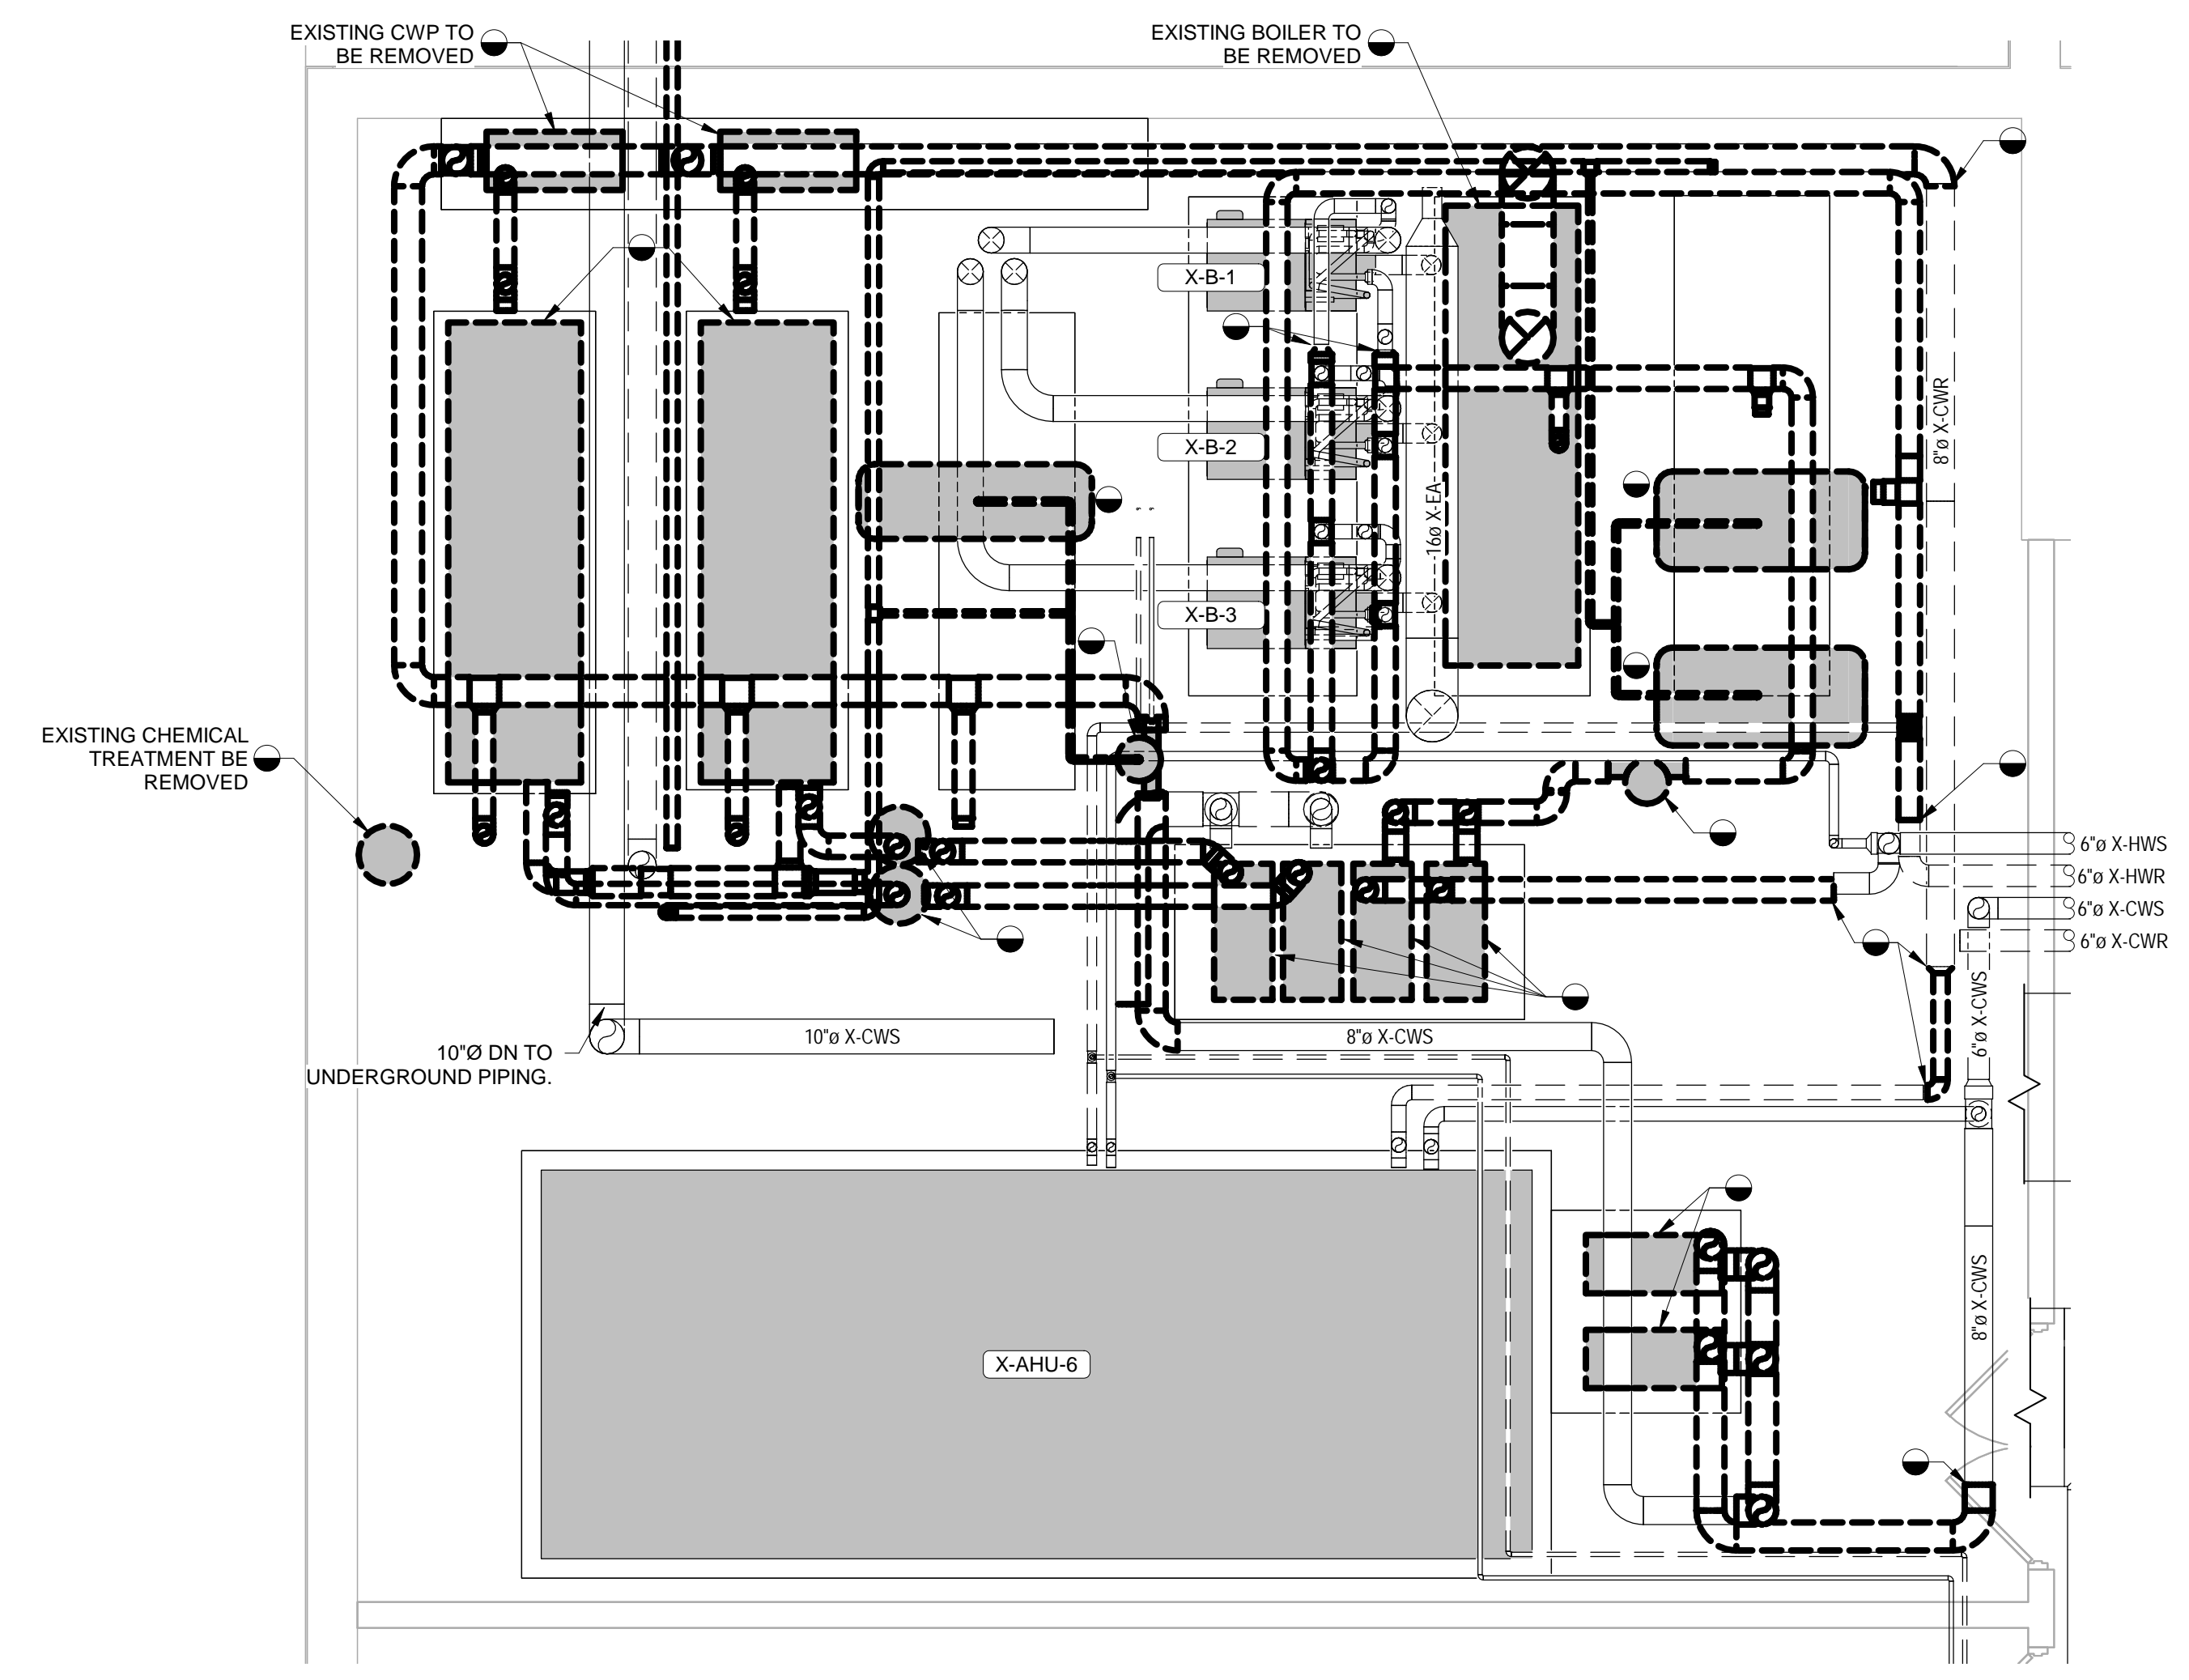 EXISTING CWP TO
BE REMOVED
EXISTING BOILER TO
BE REMOVED
X-B-1
8"ø X-CWR
X-B-2
16ø X-EA
X-B-3
EXISTING CHEMICAL
TREATMENT BE
REMOVED
6"ø X-HWS
6"ø X-HWR
6"ø X-CWS
6"ø X-CWR
6"ø X-CWS
10"ø X-CWS
8"ø X-CWS
10"Ø DN TO
UNDERGROUND PIPING.
8"ø X-CWS
X-AHU-6